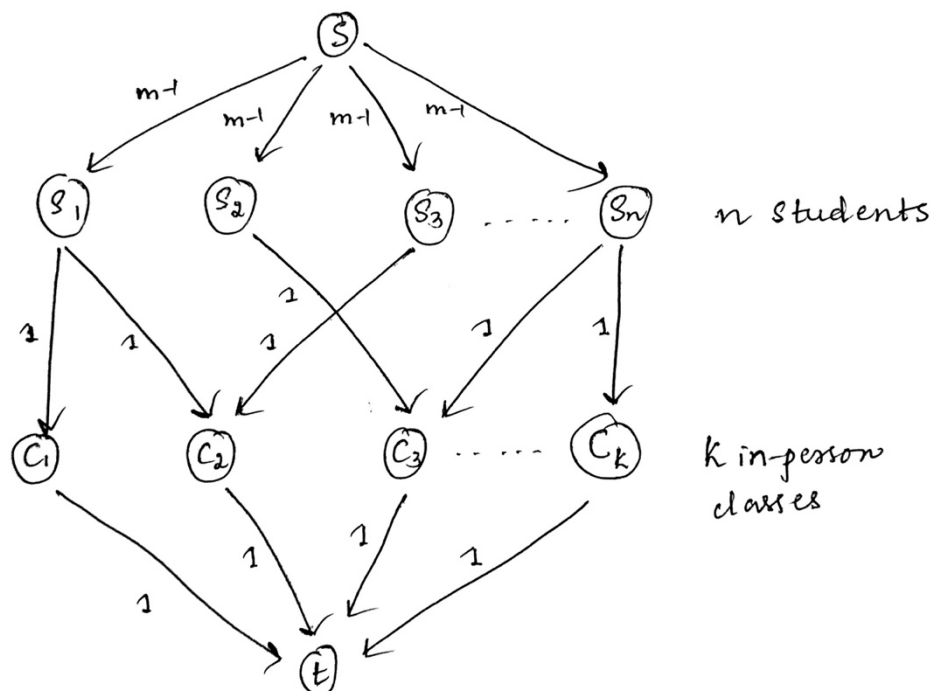 S
m-1 m-1 m-1 m-1
S1 S2 S3 ...... Sn n students
1 1 1 1 1 1
C1 C2 C3 ...... Ck k in-person
classes
1 1 1 1
t